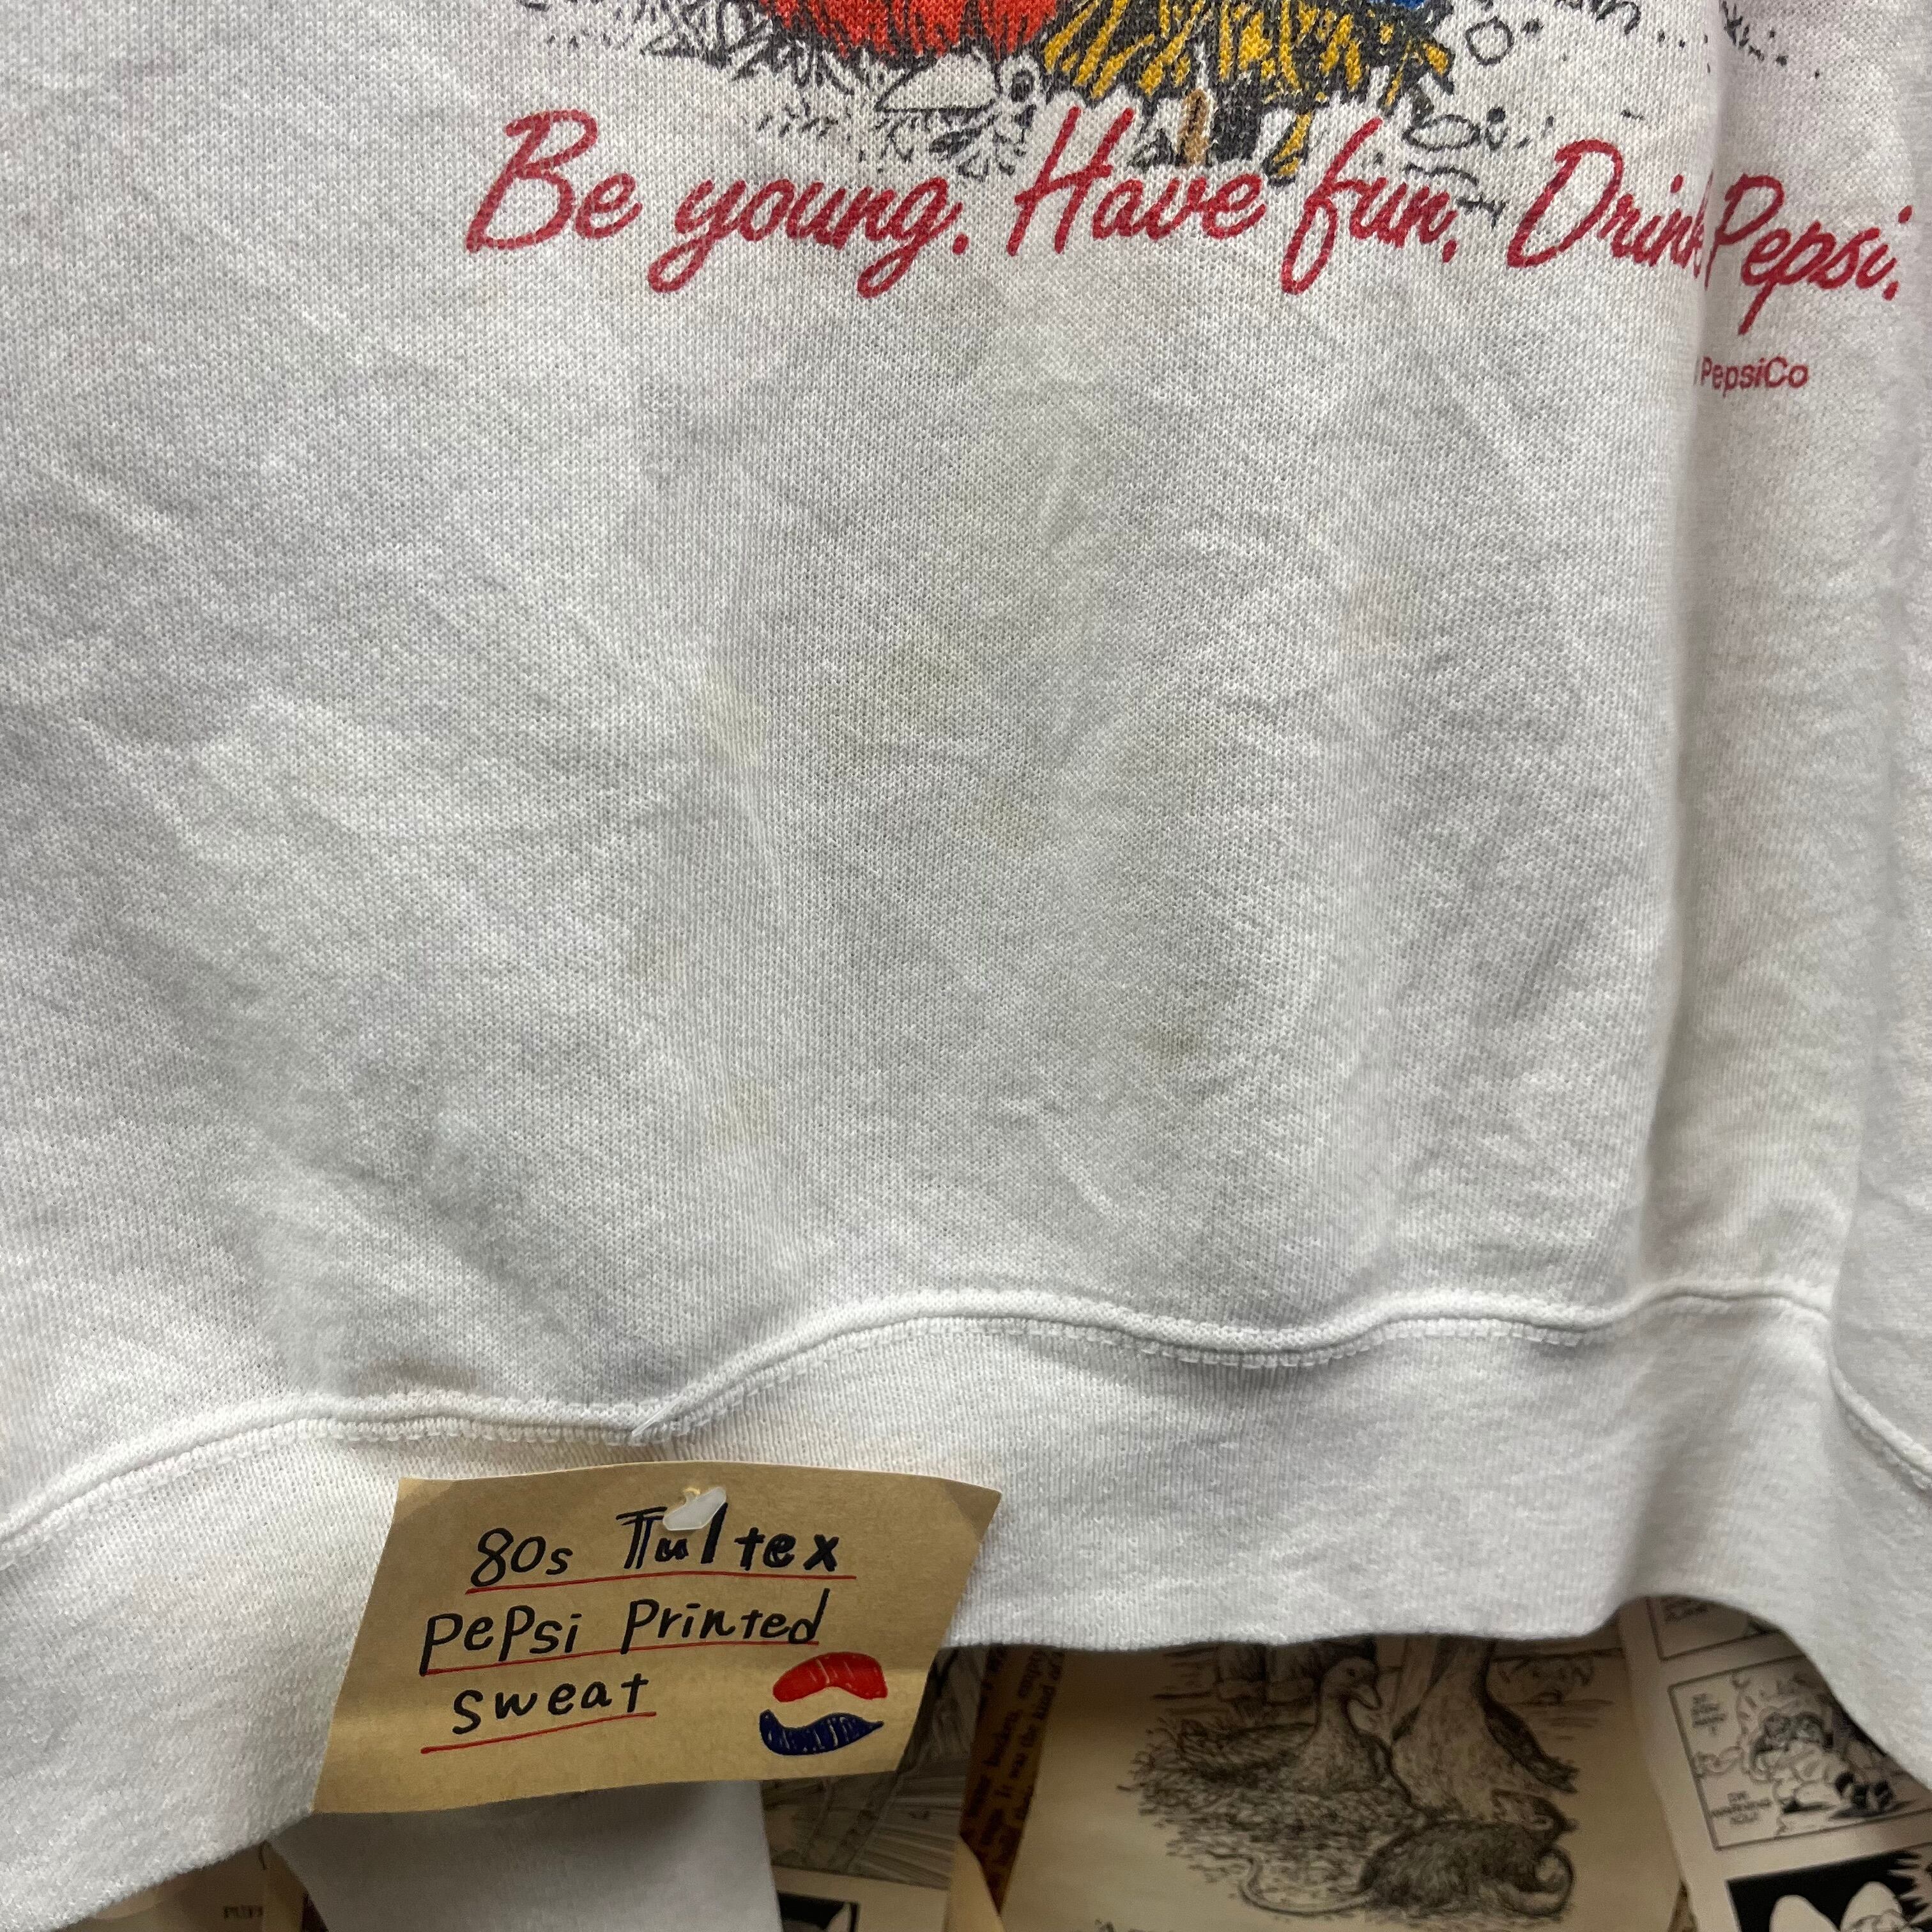 Be young. Have fun. Drink Pepsi.
PepsiCo
80s Tultex
Pepsi Printed
sweat